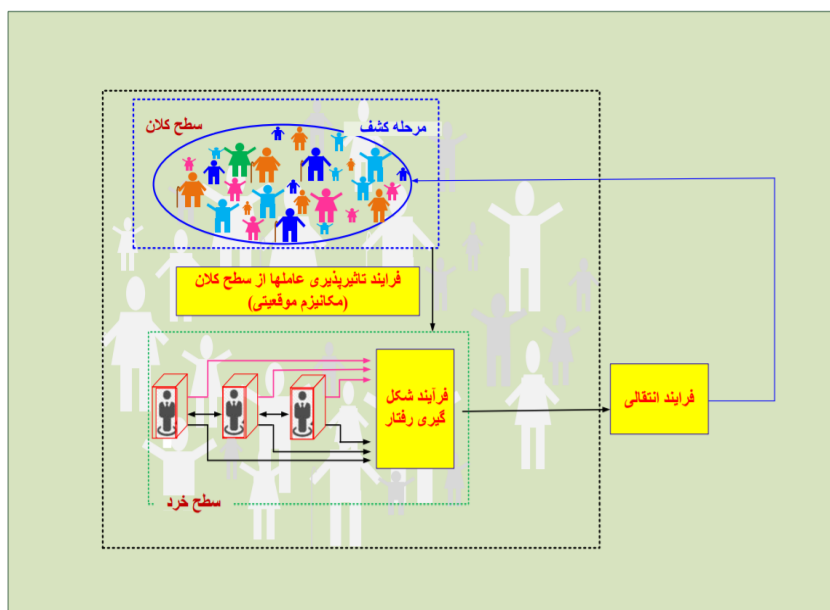 مرحله کشف
سطح کلان
فرایند تاثیرپذیری عاملها از سطح کلان
(مکانیزم موقعیتی)
فرآیند شکل
گیری رفتار
فرایند انتقالی
سطح خرد